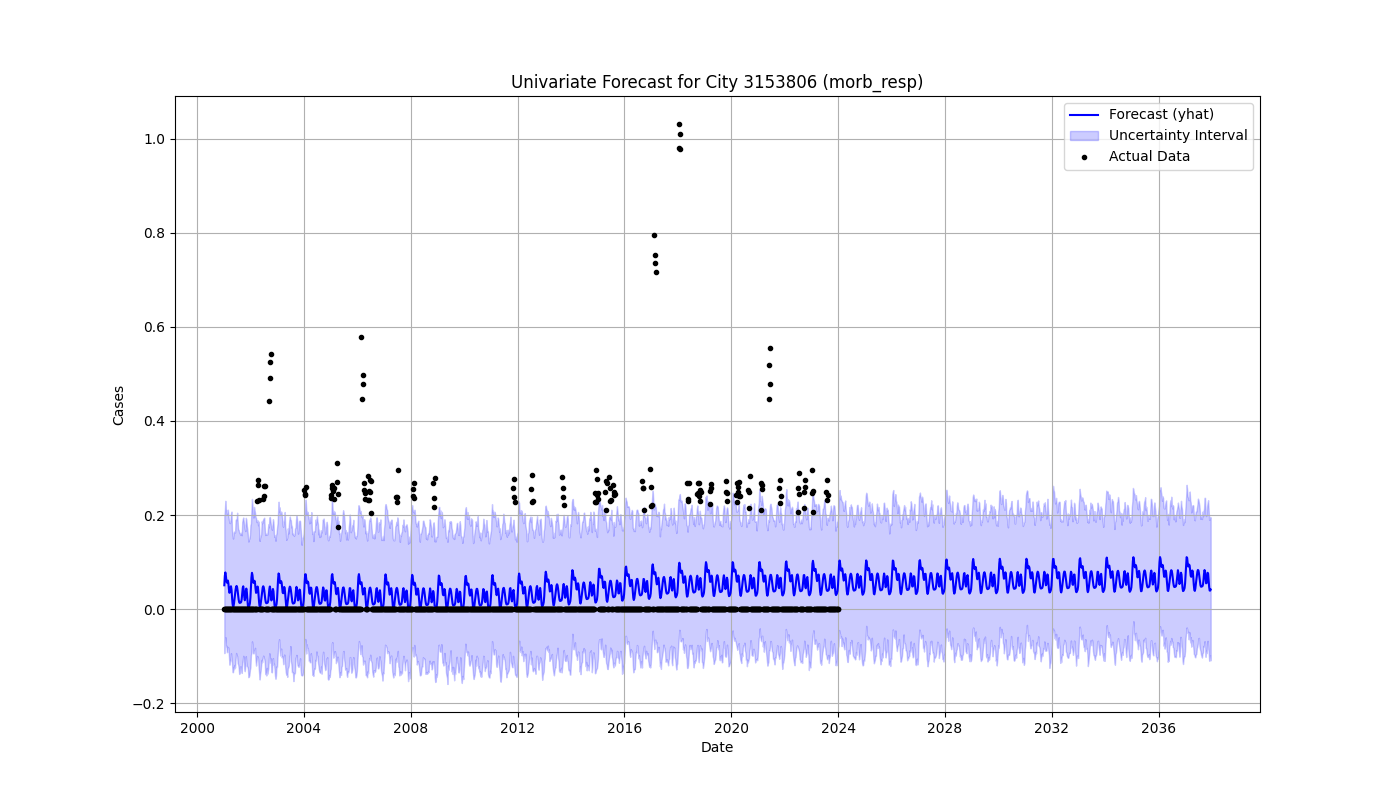 Univariate Forecast for City 3153806 (morb_resp)
Forecast (yhat)
Uncertainty Interval
Actual Data
Cases
1.0
0.8
0.6
0.4
0.2
0.0
−0.2
2000 2004 2008 2012 2016 2020 2024 2028 2032 2036
Date